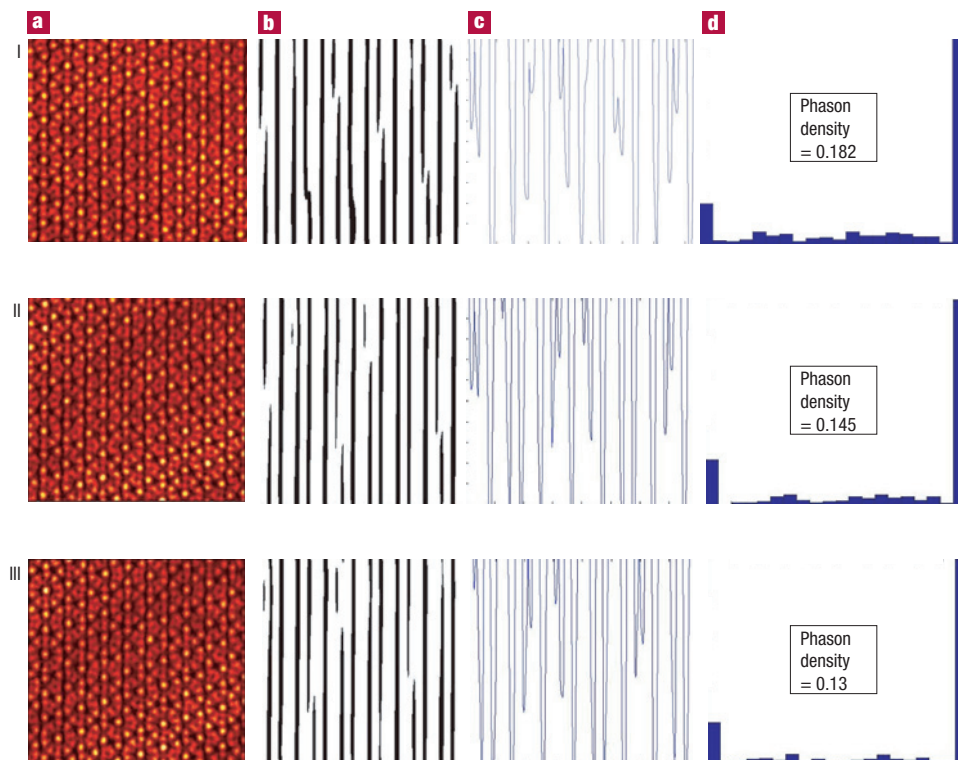 a b c d
I
Phason
density
= 0.182
II
Phason
density
= 0.145
III
Phason
density
= 0.13